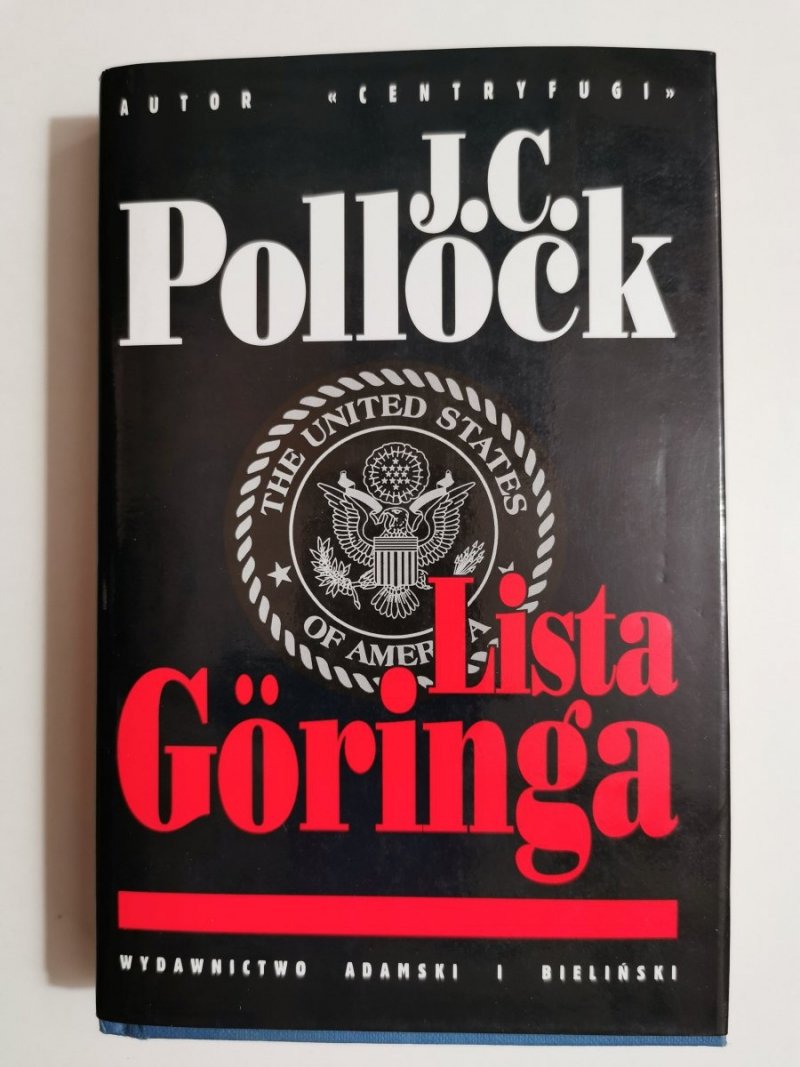 AUTOR «CENTRYFUGI»
J.C.
Pollock
THE UNITED STATES
OF AMERICA
Lista
Göringa
WYDAWNICTWO ADAMSKI I BIELIŃSKI